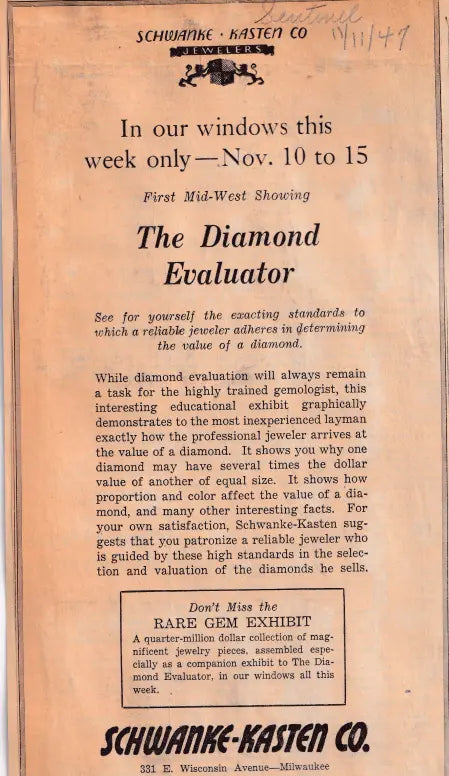 Sentinel
11/11/47
SCHWANKE · KASTEN CO
JEWELERS
In our windows this
week only—Nov. 10 to 15
First Mid-West Showing
The Diamond
Evaluator
See for yourself the exacting standards to
which a reliable jeweler adheres in determining
the value of a diamond.
While diamond evaluation will always remain
a task for the highly trained gemologist, this
interesting educational exhibit graphically
demonstrates to the most inexperienced layman
exactly how the professional jeweler arrives at
the value of a diamond. It shows you why one
diamond may have several times the dollar
value of another of equal size. It shows how
proportion and color affect the value of a dia-
mond, and many other interesting facts. For
your own satisfaction, Schwanke-Kasten sug-
gests that you patronize a reliable jeweler who
is guided by these high standards in the selec-
tion and valuation of the diamonds he sells.
Don't Miss the
RARE GEM EXHIBIT
A quarter-million dollar collection of mag-
nificent jewelry pieces, assembled espe-
cially as a companion exhibit to The Dia-
mond Evaluator, in our windows all this
week.
SCHWANKE-KASTEN CO.
331 E. Wisconsin Avenue—Milwaukee